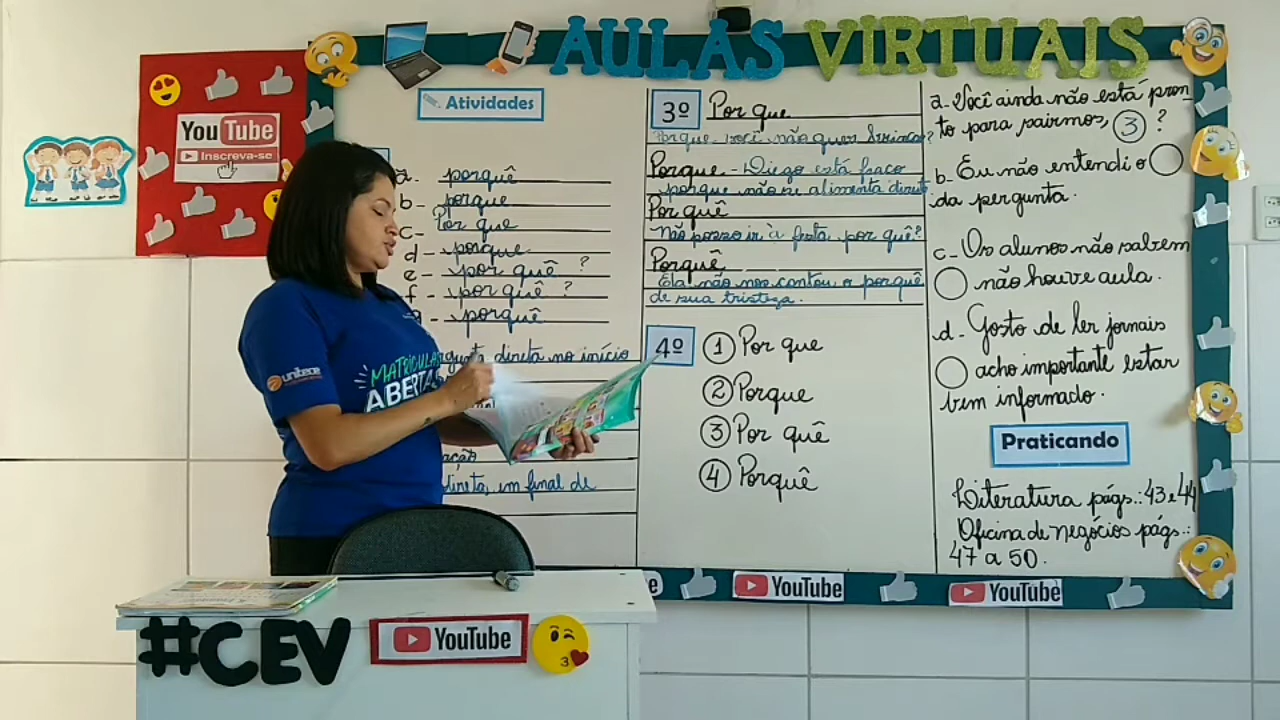 AULAS VIRTUAIS
YouTube
Inscreva-se
Atividades
a. porquê
b - porque
c- Por que
d - porque
e - por quê ?
f - por quê ?
porquê
direta no início
direta, em final de
3º Por que
Porque você não quer brincar?
Porque - Diego está fraco
porque não se alimenta direito
Por quê
Não posso ir à festa, por quê?
Porquê
Ela não nos contou o porquê
de sua tristeza.
4º 1 Por que
2 Porque
3 Por quê
4 Porquê
a- Você ainda não está pron-
to para sairmos, 3 ?
b- Eu não entendi o
da pergunta.
c- Os alunos não sabem
não houve aula.
d- Gosto de ler jornais
acho importante estar
bem informado.
Praticando
Literatura págs.: 43 e 44
Oficina de negócios págs.:
47 a 50.
MATRÍCULAS
ABERTA
unitece
YouTube
YouTube
#CEV
YouTube